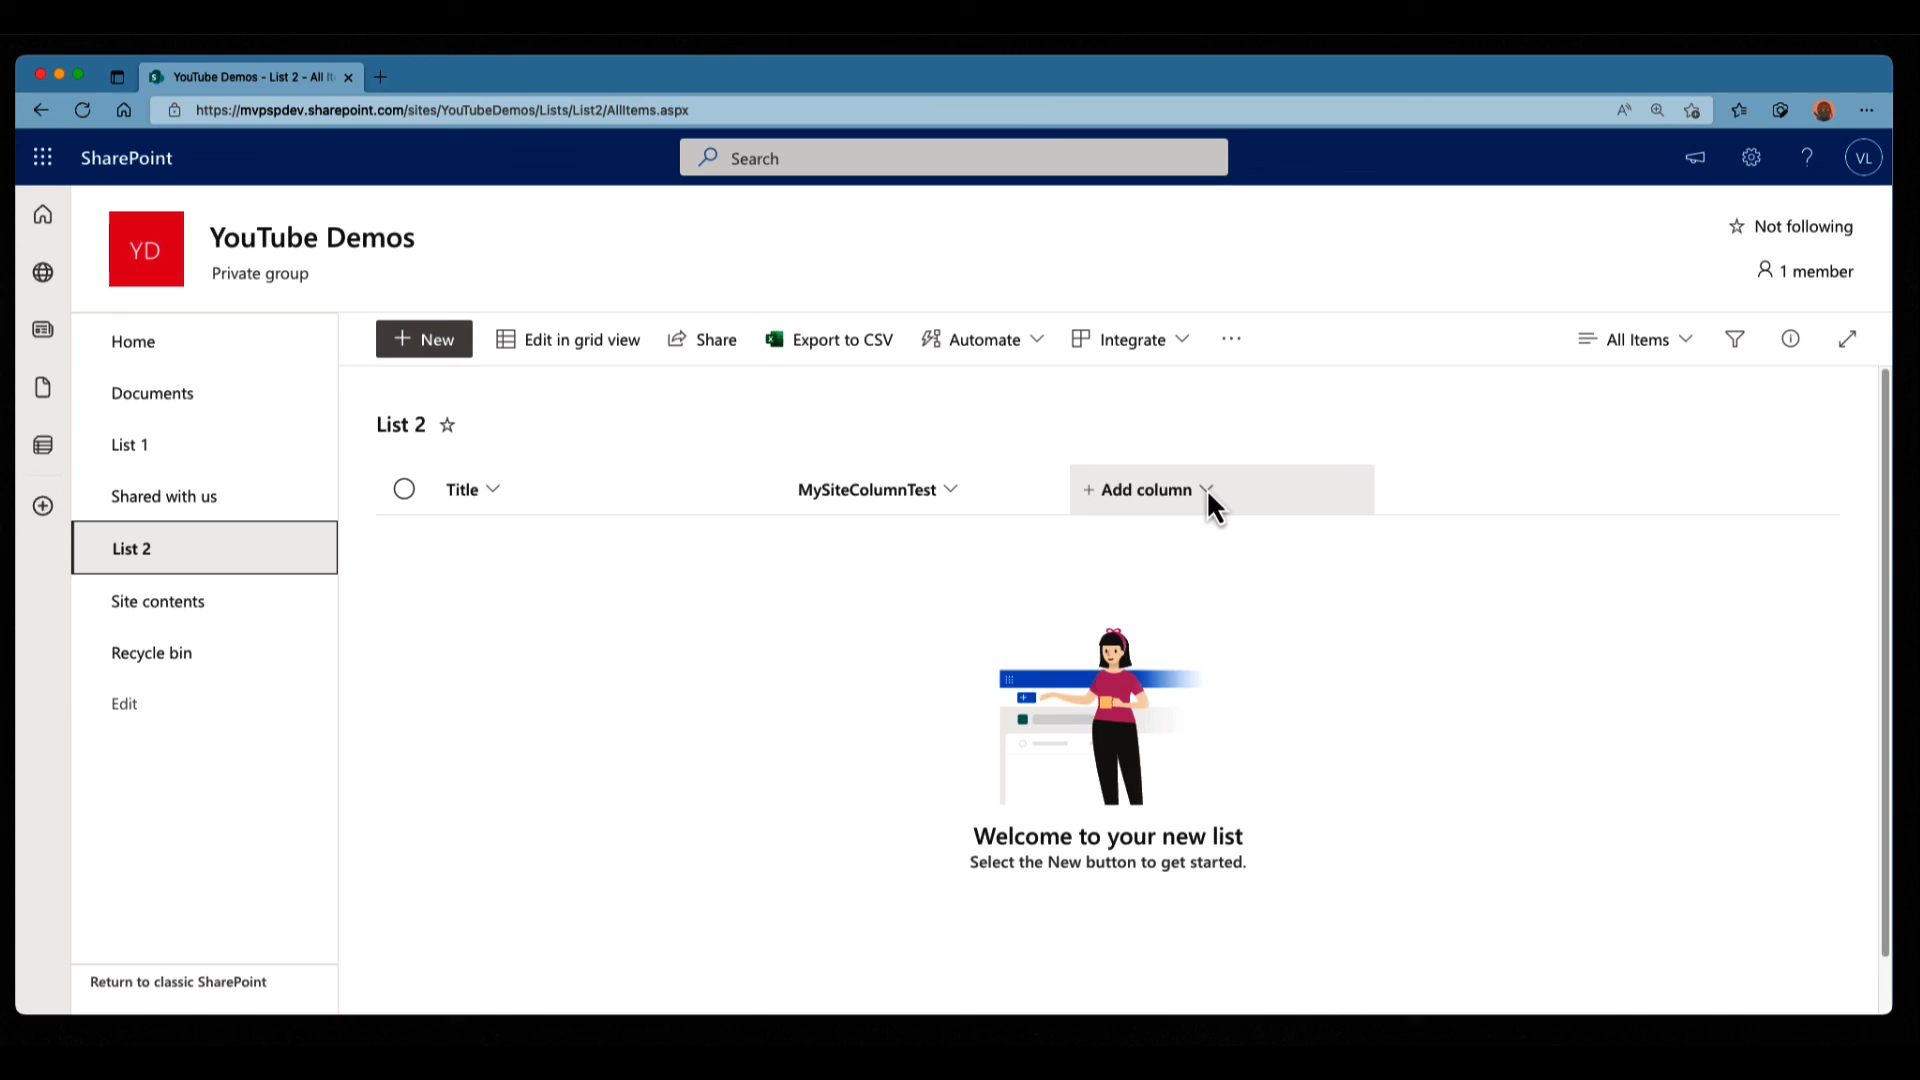 YouTube Demos - List 2 - All It
https://mvpspdev.sharepoint.com/sites/YouTubeDemos/Lists/List2/AllItems.aspx
SharePoint
Search
VL
YD
YouTube Demos
Private group
Not following
1 member
Home
Documents
List 1
Shared with us
List 2
Site contents
Recycle bin
Edit
Return to classic SharePoint
New
Edit in grid view
Share
Export to CSV
Automate
Integrate
All Items
List 2
Title
MySiteColumnTest
Add column
Welcome to your new list
Select the New button to get started.